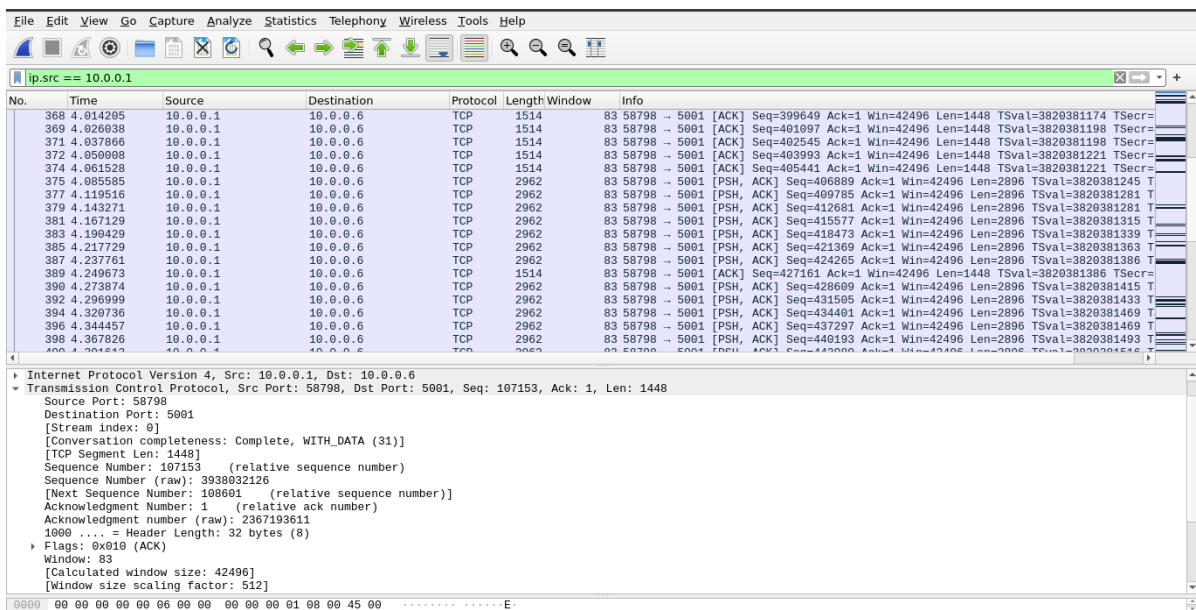 File Edit View Go Capture Analyze Statistics Telephony Wireless Tools Help
ip.src == 10.0.0.1
No. Time Source Destination Protocol Length Window Info
368 4.014205 10.0.0.1 10.0.0.6 TCP 1514 83 58798 → 5001 [ACK] Seq=399649 Ack=1 Win=42496 Len=1448 TSval=3820381174 TSecr=
369 4.026038 10.0.0.1 10.0.0.6 TCP 1514 83 58798 → 5001 [ACK] Seq=401097 Ack=1 Win=42496 Len=1448 TSval=3820381198 TSecr=
371 4.037866 10.0.0.1 10.0.0.6 TCP 1514 83 58798 → 5001 [ACK] Seq=402545 Ack=1 Win=42496 Len=1448 TSval=3820381198 TSecr=
372 4.050008 10.0.0.1 10.0.0.6 TCP 1514 83 58798 → 5001 [ACK] Seq=403993 Ack=1 Win=42496 Len=1448 TSval=3820381221 TSecr=
374 4.061528 10.0.0.1 10.0.0.6 TCP 1514 83 58798 → 5001 [ACK] Seq=405441 Ack=1 Win=42496 Len=1448 TSval=3820381221 TSecr=
375 4.085585 10.0.0.1 10.0.0.6 TCP 2962 83 58798 → 5001 [PSH, ACK] Seq=406889 Ack=1 Win=42496 Len=2896 TSval=3820381245 T
377 4.119516 10.0.0.1 10.0.0.6 TCP 2962 83 58798 → 5001 [PSH, ACK] Seq=409785 Ack=1 Win=42496 Len=2896 TSval=3820381281 T
379 4.143271 10.0.0.1 10.0.0.6 TCP 2962 83 58798 → 5001 [PSH, ACK] Seq=412681 Ack=1 Win=42496 Len=2896 TSval=3820381281 T
381 4.167129 10.0.0.1 10.0.0.6 TCP 2962 83 58798 → 5001 [PSH, ACK] Seq=415577 Ack=1 Win=42496 Len=2896 TSval=3820381315 T
383 4.190429 10.0.0.1 10.0.0.6 TCP 2962 83 58798 → 5001 [PSH, ACK] Seq=418473 Ack=1 Win=42496 Len=2896 TSval=3820381339 T
385 4.217729 10.0.0.1 10.0.0.6 TCP 2962 83 58798 → 5001 [PSH, ACK] Seq=421369 Ack=1 Win=42496 Len=2896 TSval=3820381363 T
387 4.237761 10.0.0.1 10.0.0.6 TCP 2962 83 58798 → 5001 [PSH, ACK] Seq=424265 Ack=1 Win=42496 Len=2896 TSval=3820381386 T
389 4.249673 10.0.0.1 10.0.0.6 TCP 1514 83 58798 → 5001 [ACK] Seq=427161 Ack=1 Win=42496 Len=1448 TSval=3820381386 TSecr=
390 4.273874 10.0.0.1 10.0.0.6 TCP 2962 83 58798 → 5001 [PSH, ACK] Seq=428609 Ack=1 Win=42496 Len=2896 TSval=3820381415 T
392 4.296999 10.0.0.1 10.0.0.6 TCP 2962 83 58798 → 5001 [PSH, ACK] Seq=431505 Ack=1 Win=42496 Len=2896 TSval=3820381433 T
394 4.320736 10.0.0.1 10.0.0.6 TCP 2962 83 58798 → 5001 [PSH, ACK] Seq=434401 Ack=1 Win=42496 Len=2896 TSval=3820381469 T
396 4.344457 10.0.0.1 10.0.0.6 TCP 2962 83 58798 → 5001 [PSH, ACK] Seq=437297 Ack=1 Win=42496 Len=2896 TSval=3820381469 T
398 4.367826 10.0.0.1 10.0.0.6 TCP 2962 83 58798 → 5001 [PSH, ACK] Seq=440193 Ack=1 Win=42496 Len=2896 TSval=3820381493 T
Internet Protocol Version 4, Src: 10.0.0.1, Dst: 10.0.0.6
Transmission Control Protocol, Src Port: 58798, Dst Port: 5001, Seq: 107153, Ack: 1, Len: 1448
Source Port: 58798
Destination Port: 5001
[Stream index: 0]
[Conversation completeness: Complete, WITH_DATA (31)]
[TCP Segment Len: 1448]
Sequence Number: 107153 (relative sequence number)
Sequence Number (raw): 3938032126
[Next Sequence Number: 108601 (relative sequence number)]
Acknowledgment Number: 1 (relative ack number)
Acknowledgment number (raw): 2367193611
1000 .... = Header Length: 32 bytes (8)
Flags: 0x010 (ACK)
Window: 83
[Calculated window size: 42496]
[Window size scaling factor: 512]
0000 00 00 00 00 00 06 00 00 00 00 00 01 08 00 45 00 ········ ······E·